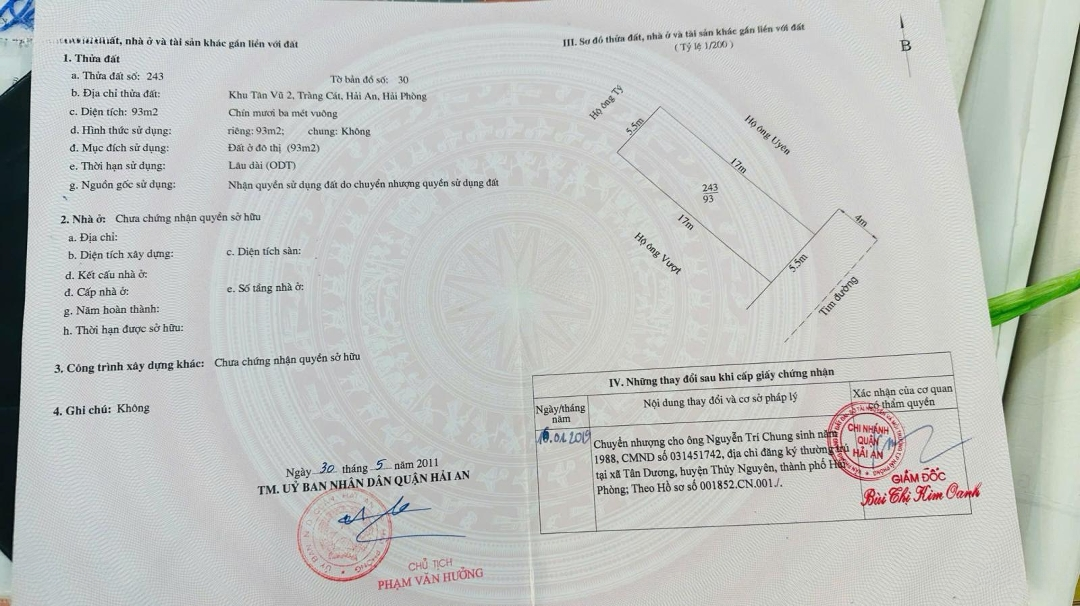 đất, nhà ở và tài sản khác gắn liền với đất
1. Thửa đất
a. Thửa đất số: 243 Tờ bản đồ số: 30
b. Địa chỉ thửa đất: Khu Tân Vũ 2, Tràng Cát, Hải An, Hải Phòng
c. Diện tích: 93m2 Chín mươi ba mét vuông
d. Hình thức sử dụng: riêng: 93m2; chung: Không
đ. Mục đích sử dụng: Đất ở đô thị (93m2)
e. Thời hạn sử dụng: Lâu dài (ODT)
g. Nguồn gốc sử dụng: Nhận quyền sử dụng đất do chuyển nhượng quyền sử dụng đất
2. Nhà ở: Chưa chứng nhận quyền sở hữu
a. Địa chỉ:
b. Diện tích xây dựng: c. Diện tích sàn:
d. Kết cấu nhà ở:
đ. Cấp nhà ở: e. Số tầng nhà ở:
g. Năm hoàn thành:
h. Thời hạn được sở hữu:
3. Công trình xây dựng khác: Chưa chứng nhận quyền sở hữu
4. Ghi chú: Không
Ngày 30 tháng 5 năm 2011
TM. UỶ BAN NHÂN DÂN QUẬN HẢI AN
CHỦ TỊCH
PHẠM VĂN HƯỞNG
III. Sơ đồ thửa đất, nhà ở và tài sản khác gắn liền với đất
( Tỷ lệ 1/200 )
B
Hộ ông Tý
5.5m
Hộ ông Uyên
17m
243
93
17m
Hộ ông Vượt
4m
5.5m
Tim đường
IV. Những thay đổi sau khi cấp giấy chứng nhận
Ngày/tháng năm
Nội dung thay đổi và cơ sở pháp lý
Xác nhận của cơ quan
có thẩm quyền
16.01.2019
Chuyển nhượng cho ông Nguyễn Trí Chung sinh năm
1988, CMND số 031451742, địa chỉ đăng ký thường trú
tại xã Tân Dương, huyện Thủy Nguyên, thành phố Hải
Phòng; Theo Hồ sơ số 001852.CN.001./.
CHI NHÁNH
QUẬN
HẢI AN
GIÁM ĐỐC
Bùi Thị Kim Oanh